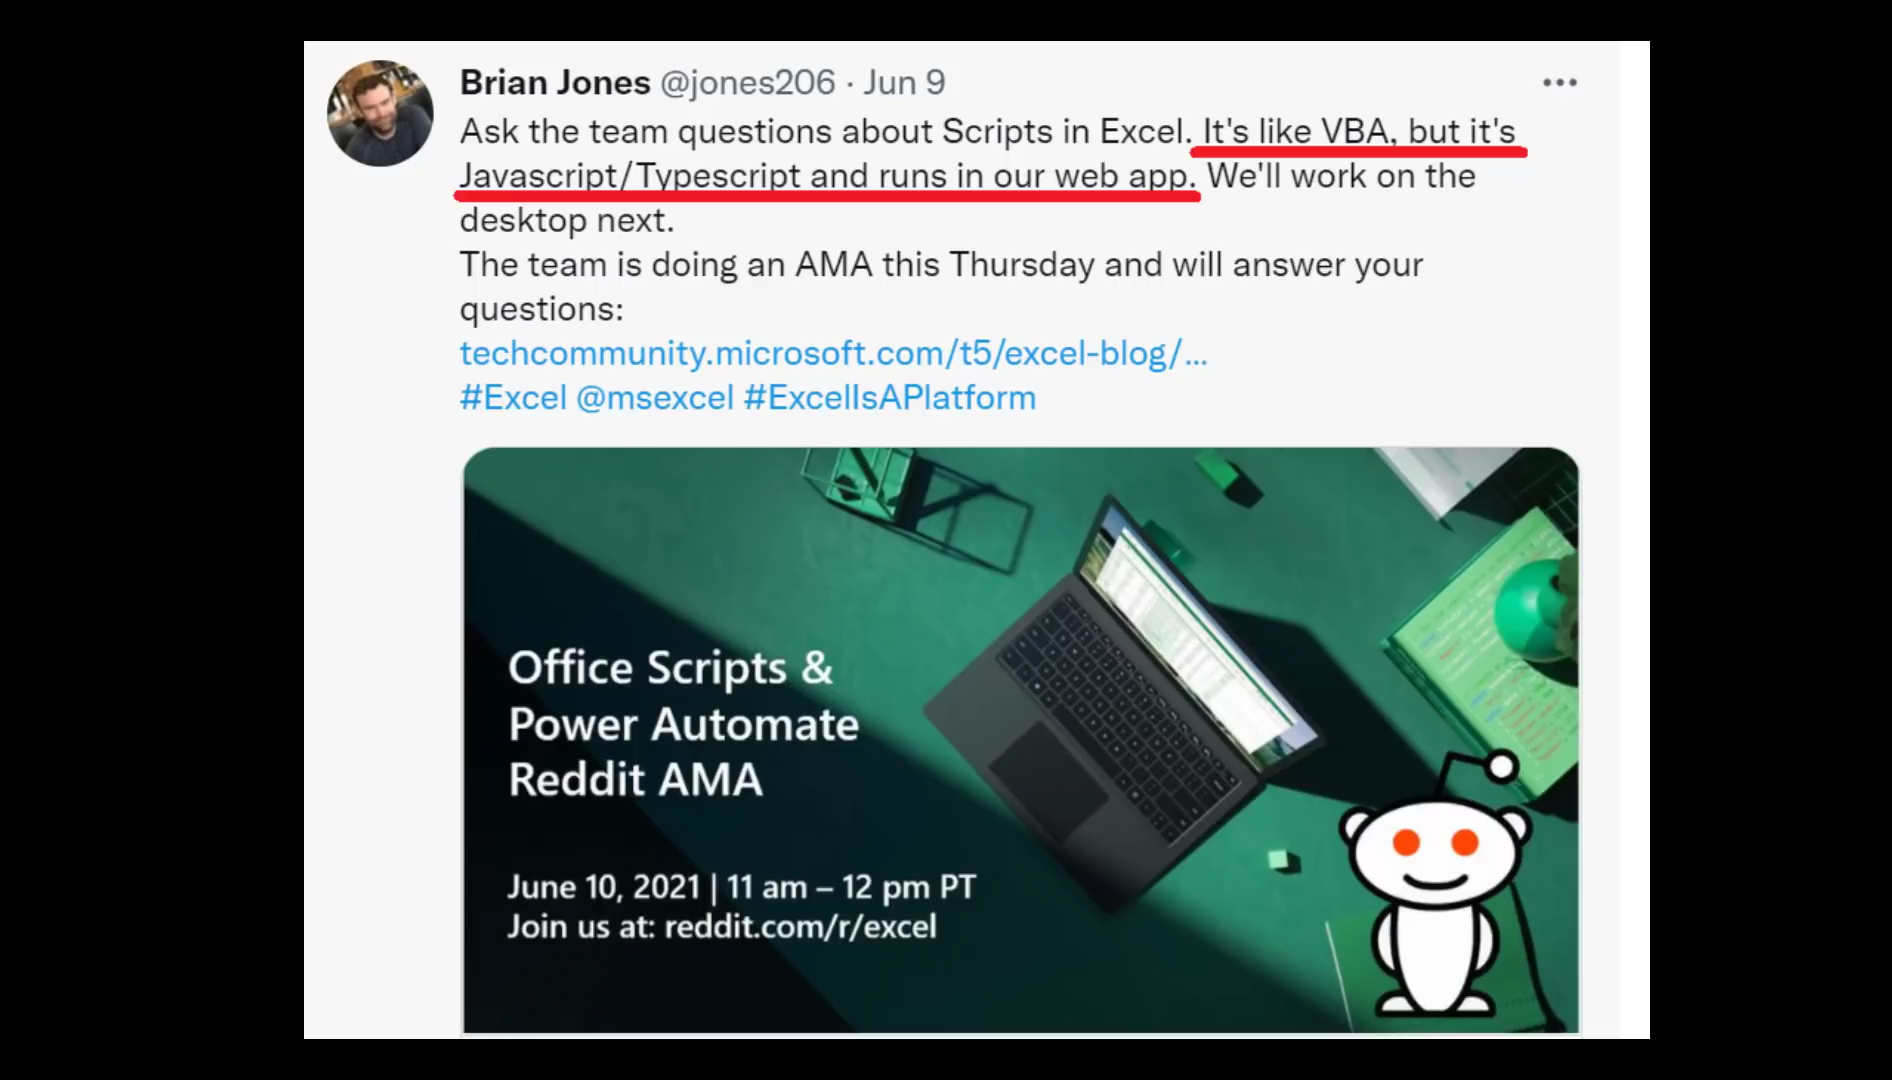 Brian Jones @jones206 · Jun 9
Ask the team questions about Scripts in Excel. It's like VBA, but it's
Javascript/Typescript and runs in our web app. We'll work on the
desktop next.
The team is doing an AMA this Thursday and will answer your
questions:
techcommunity.microsoft.com/t5/excel-blog/...
#Excel @msexcel #ExcelIsAPlatform
Office Scripts &
Power Automate
Reddit AMA
June 10, 2021 | 11 am – 12 pm PT
Join us at: reddit.com/r/excel